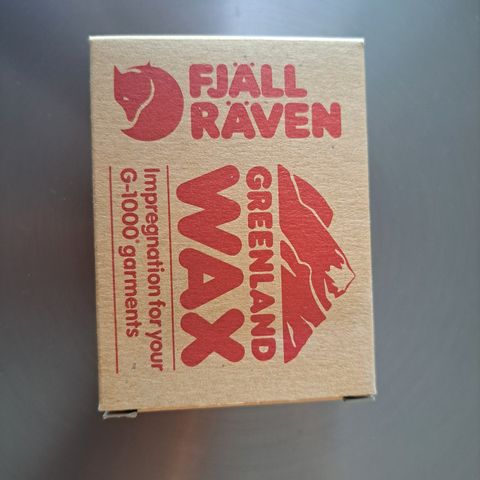 FJÄLL
RÄVEN
GREENLAND
WAX
Impregnation for your
G-1000® garments